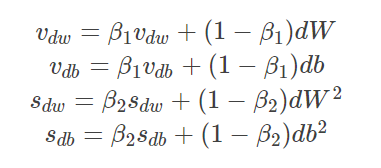 v_{dw} = β_1 v_{dw} + (1 − β_1)dW
v_{db} = β_1 v_{db} + (1 − β_1)db
s_{dw} = β_2 s_{dw} + (1 − β_2)dW^2
s_{db} = β_2 s_{db} + (1 − β_2)db^2